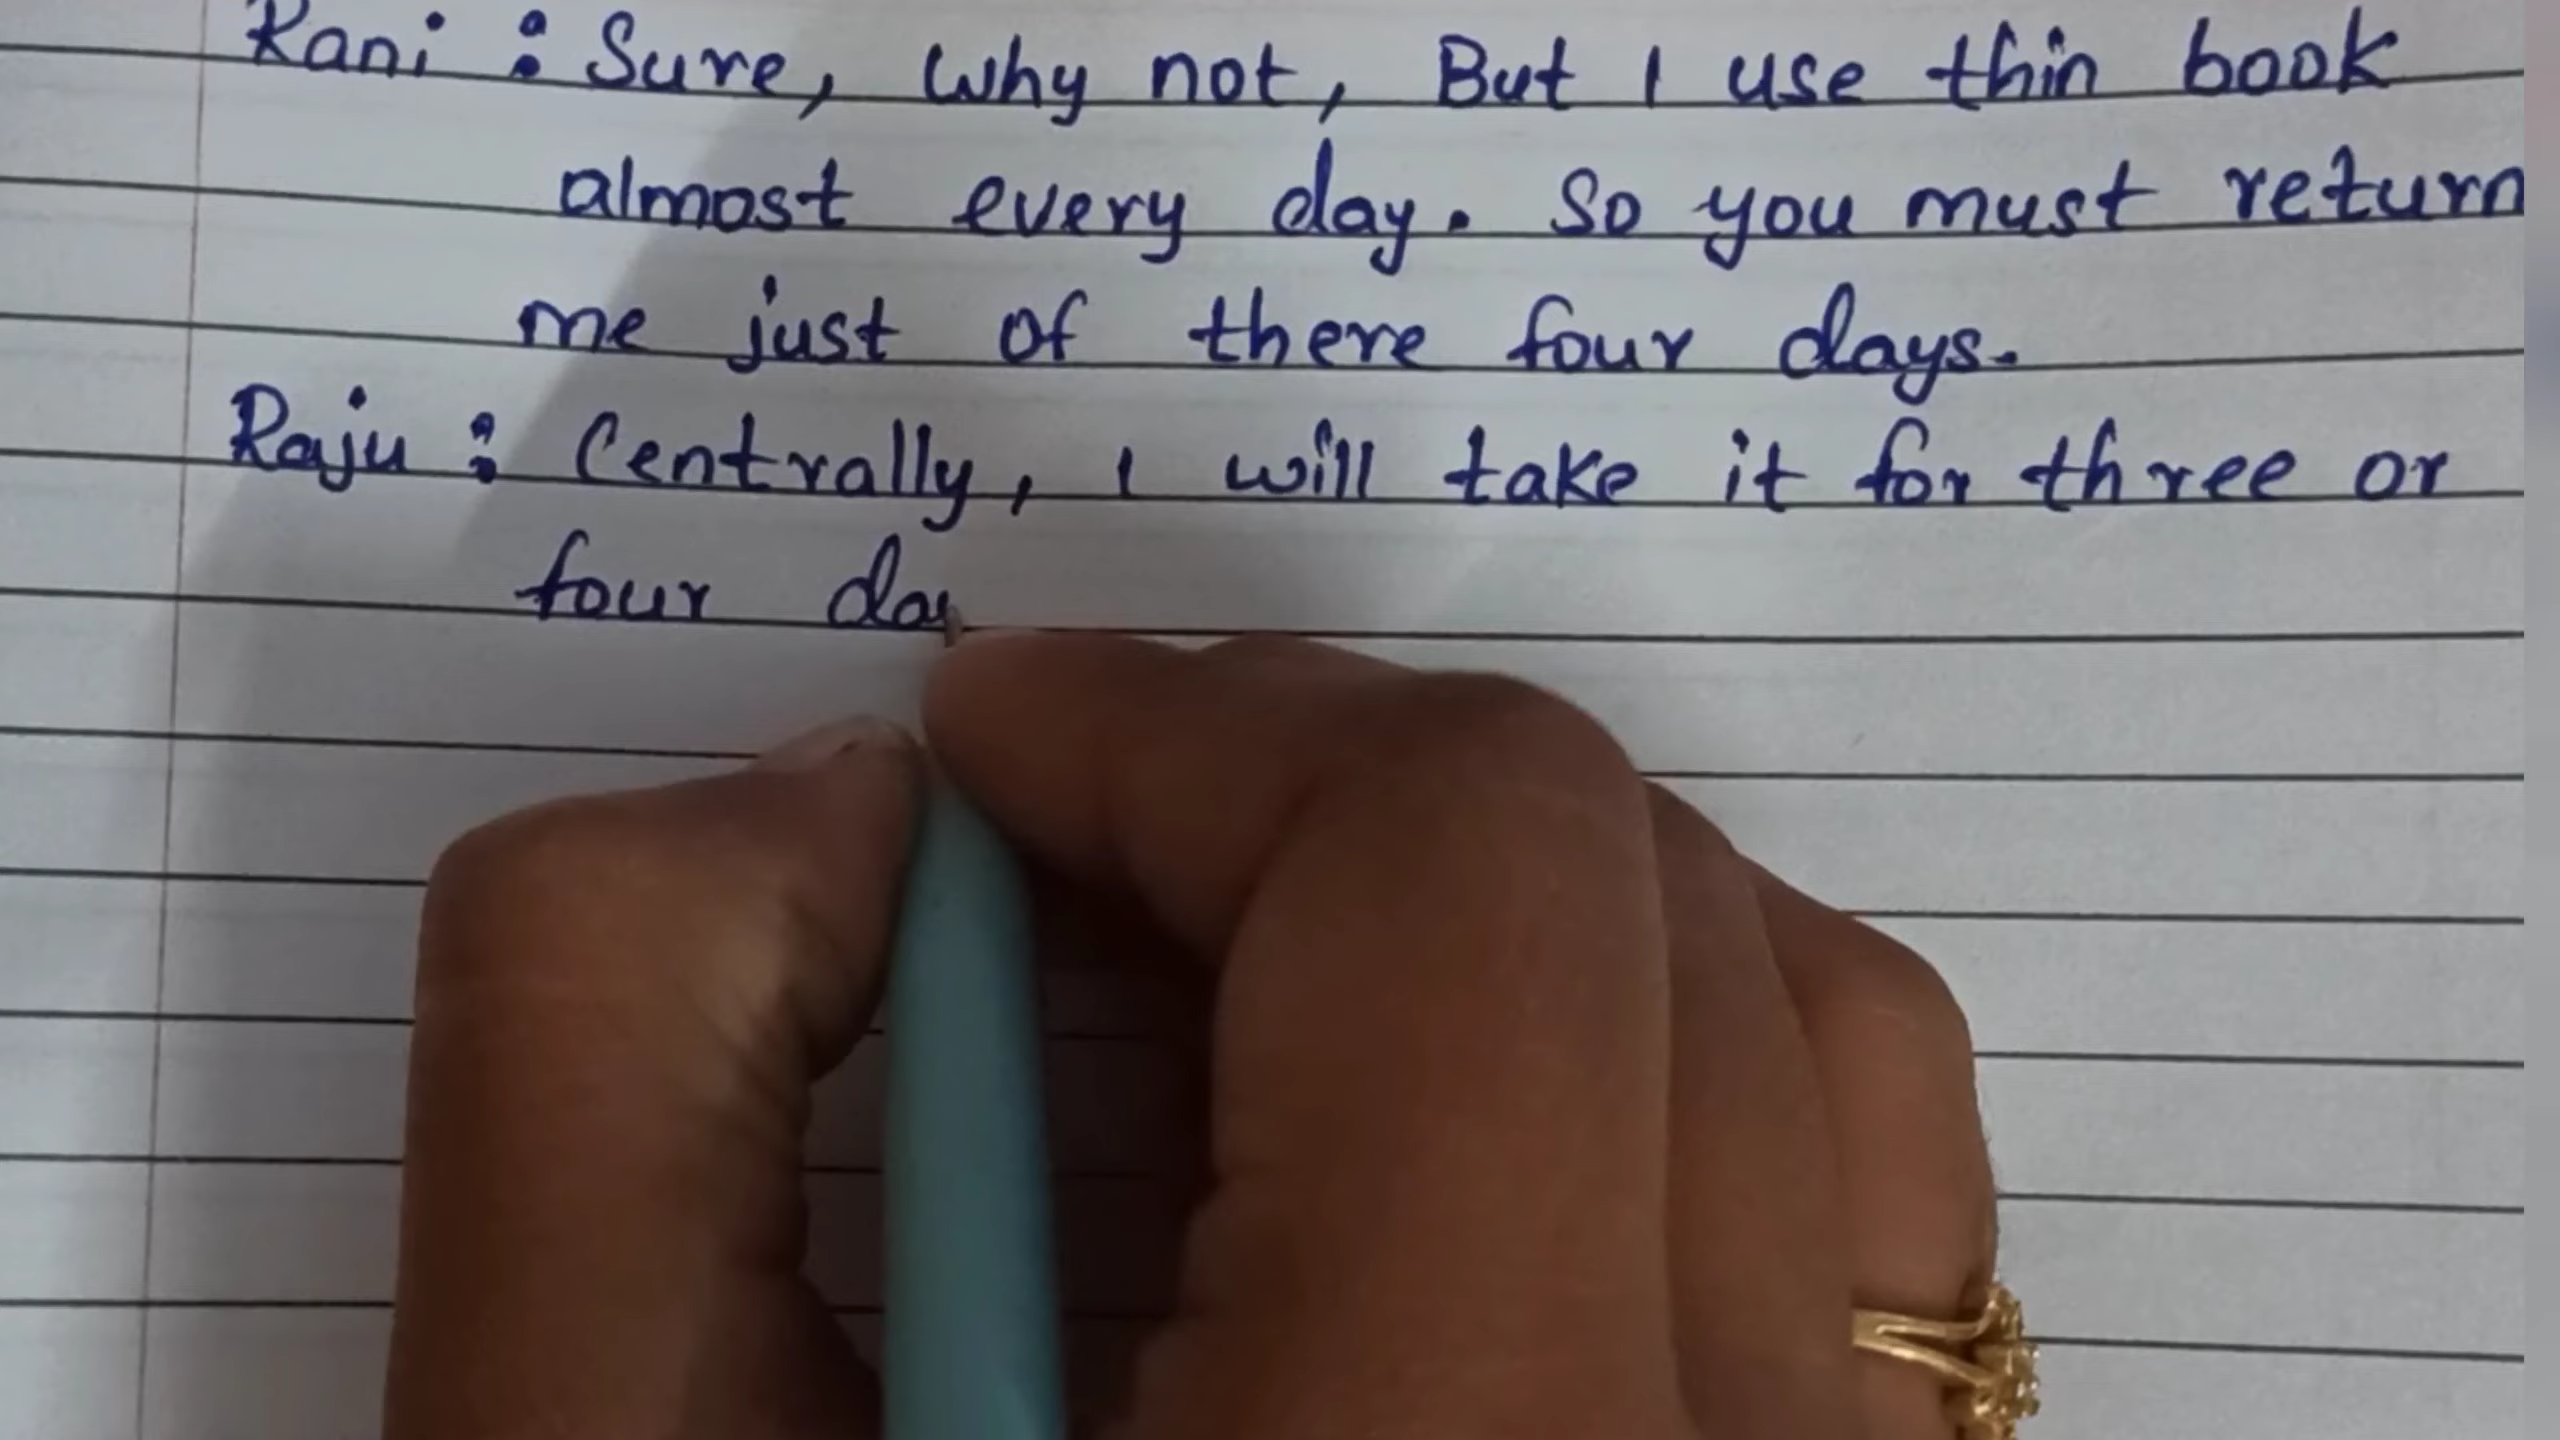 Rani : Sure, Why not, But I use thin book
almost every day. So you must return
me just of there four days.
Raju : Centrally, I will take it for three or
four day